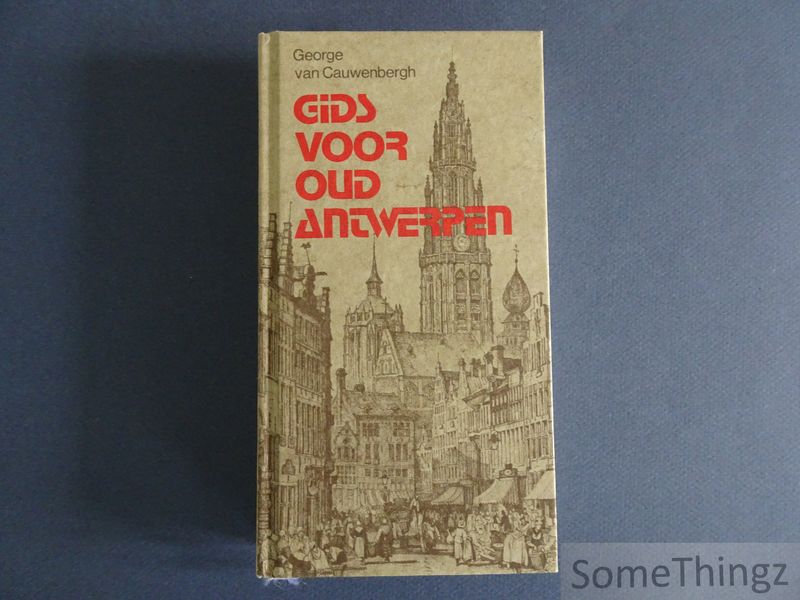 George
van Cauwenbergh
GIDS
VOOR
OUD
ANTWERPEN
SomeThingz